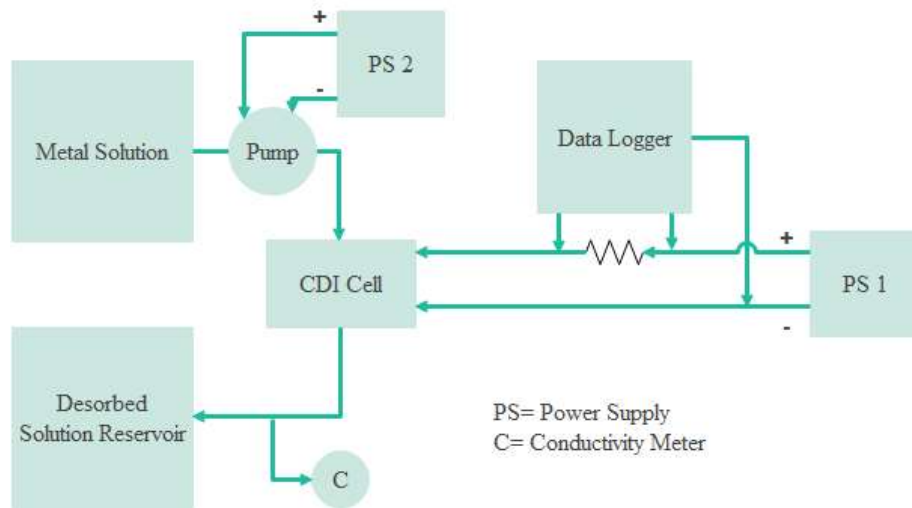 +
PS 2
-
Metal Solution
Pump
Data Logger
+
CDI Cell
PS 1
-
Desorbed
Solution Reservoir
PS= Power Supply
C= Conductivity Meter
C